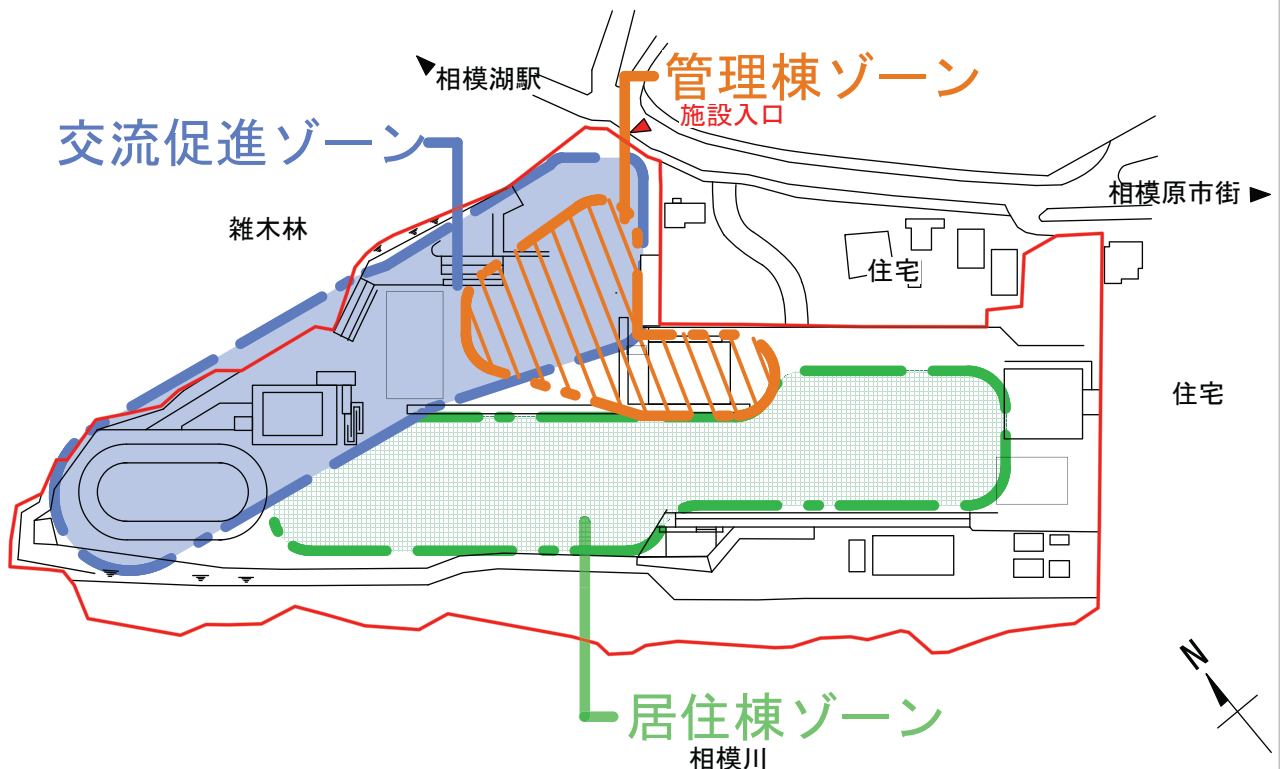 相模湖駅
管理棟ゾーン
施設入口
交流促進ゾーン
相模原市街
雑木林
住宅
住宅
N
居住棟ゾーン
相模川